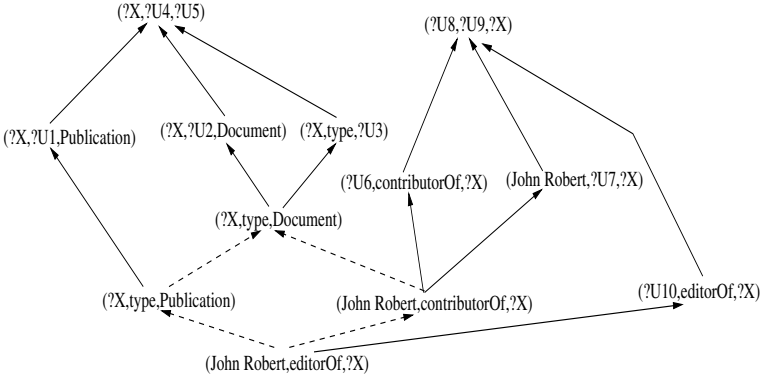 (?X,?U4,?U5)
(?U8,?U9,?X)
(?X,?U1,Publication)
(?X,?U2,Document)
(?X,type,?U3)
(?U6,contributorOf,?X)
(John Robert,?U7,?X)
(?X,type,Document)
(?X,type,Publication)
(John Robert,contributorOf,?X)
(?U10,editorOf,?X)
(John Robert,editorOf,?X)